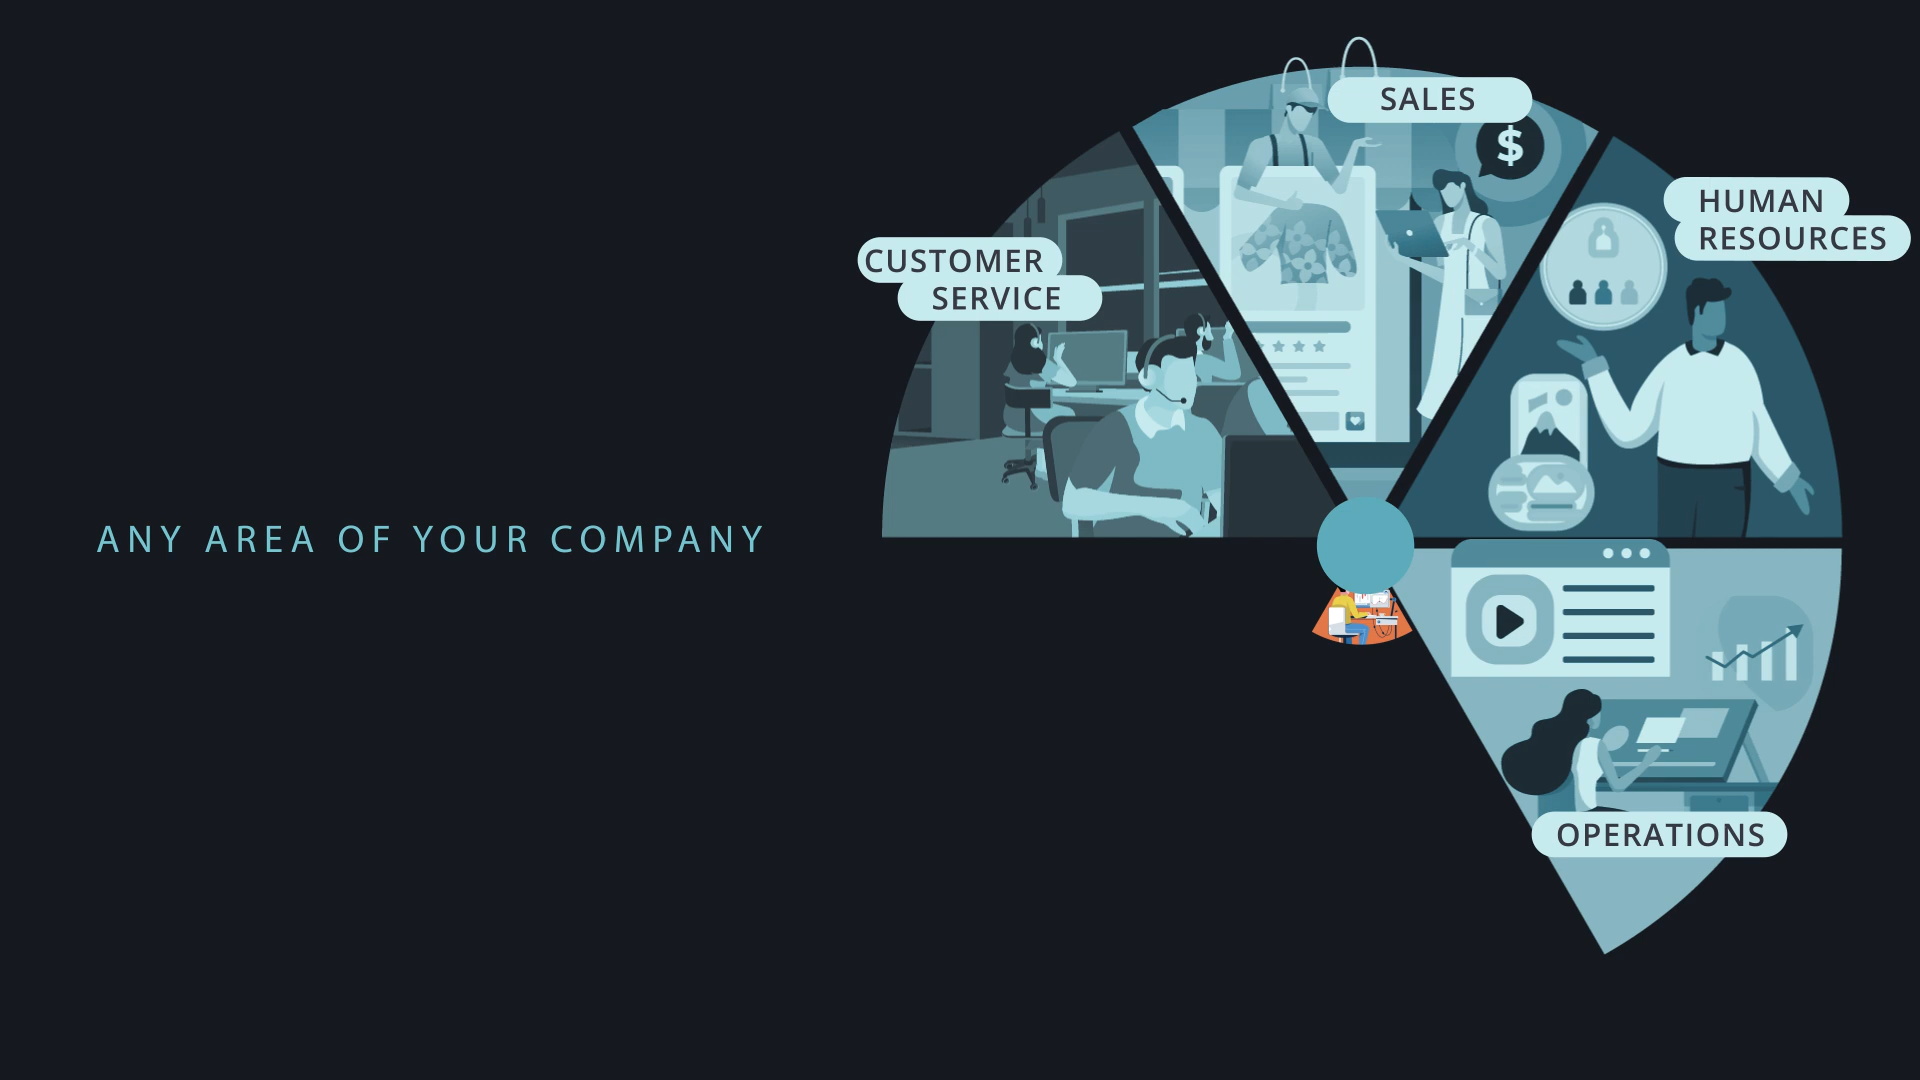 SALES
$
HUMAN
RESOURCES
CUSTOMER
SERVICE
ANY AREA OF YOUR COMPANY
OPERATIONS